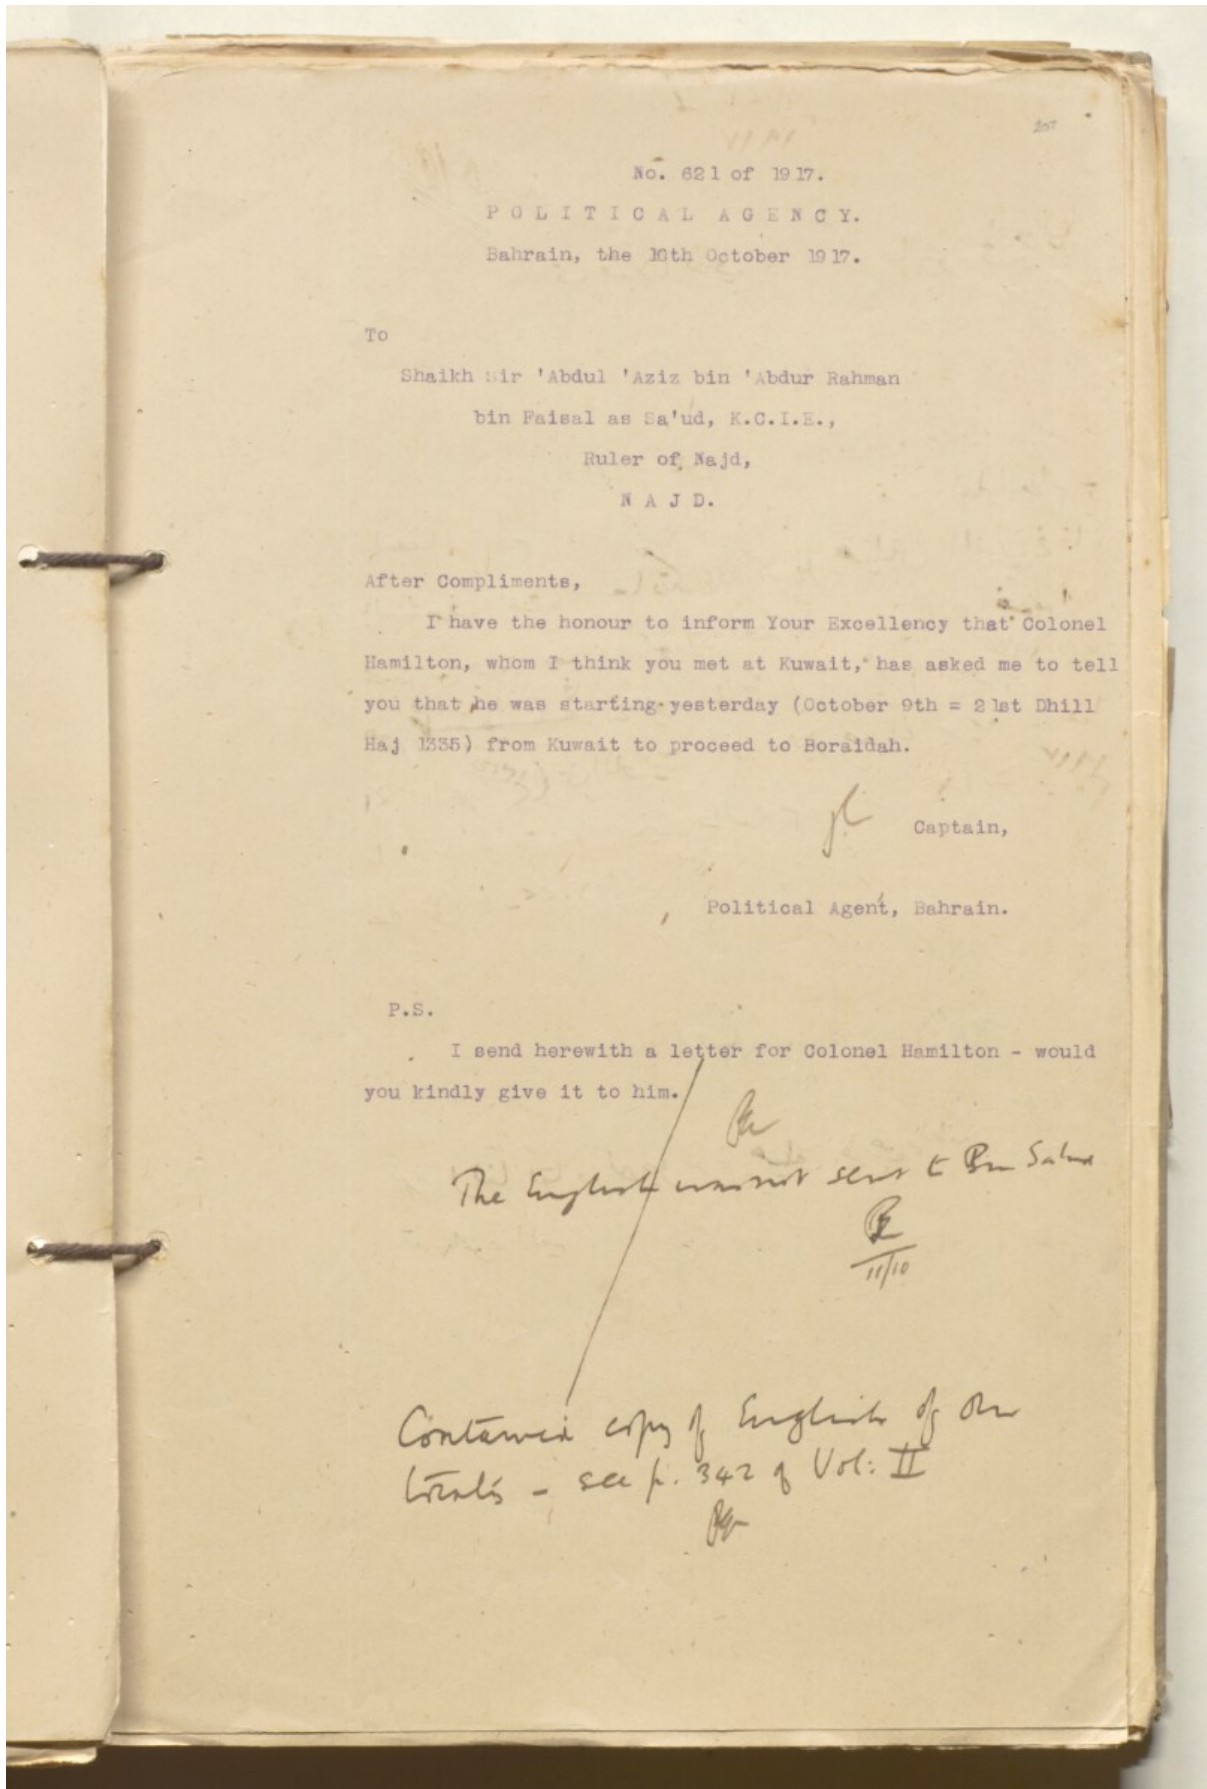 No. 621 of 1917.
POLITICAL AGENCY.
Bahrain, the 10th October 1917.
To
Shaikh Sir 'Abdul 'Aziz bin 'Abdur Rahman
bin Faisal as Sa'ud, K.C.I.E.,
Ruler of Najd,
NAJD.
After Compliments,
I have the honour to inform Your Excellency that Colonel
Hamilton, whom I think you met at Kuwait, has asked me to tell
you that he was starting yesterday (October 9th = 21st Dhill
Haj 1335) from Kuwait to proceed to Boraidah.
Captain,
Political Agent, Bahrain.
P.S.
I send herewith a letter for Colonel Hamilton - would
you kindly give it to him.
The English was not sent to Bin Saud
11/10
Contained copy of English of
- see p. 342 of Vol: II